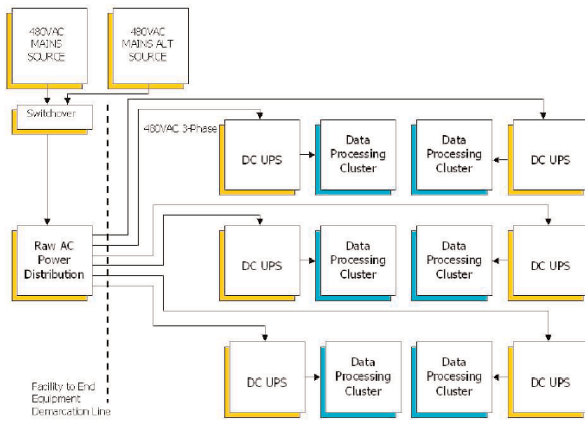 480VAC
MAINS
SOURCE
480VAC
MAINS ALT
SOURCE
Switchover
480VAC 3-Phase
DC UPS
Data
Processing
Cluster
Data
Processing
Cluster
DC UPS
Raw AC
Power
Distribution
DC UPS
Data
Processing
Cluster
Data
Processing
Cluster
DC UPS
DC UPS
Data
Processing
Cluster
Data
Processing
Cluster
DC UPS
Facility to End
Equipment
Demarcation Line